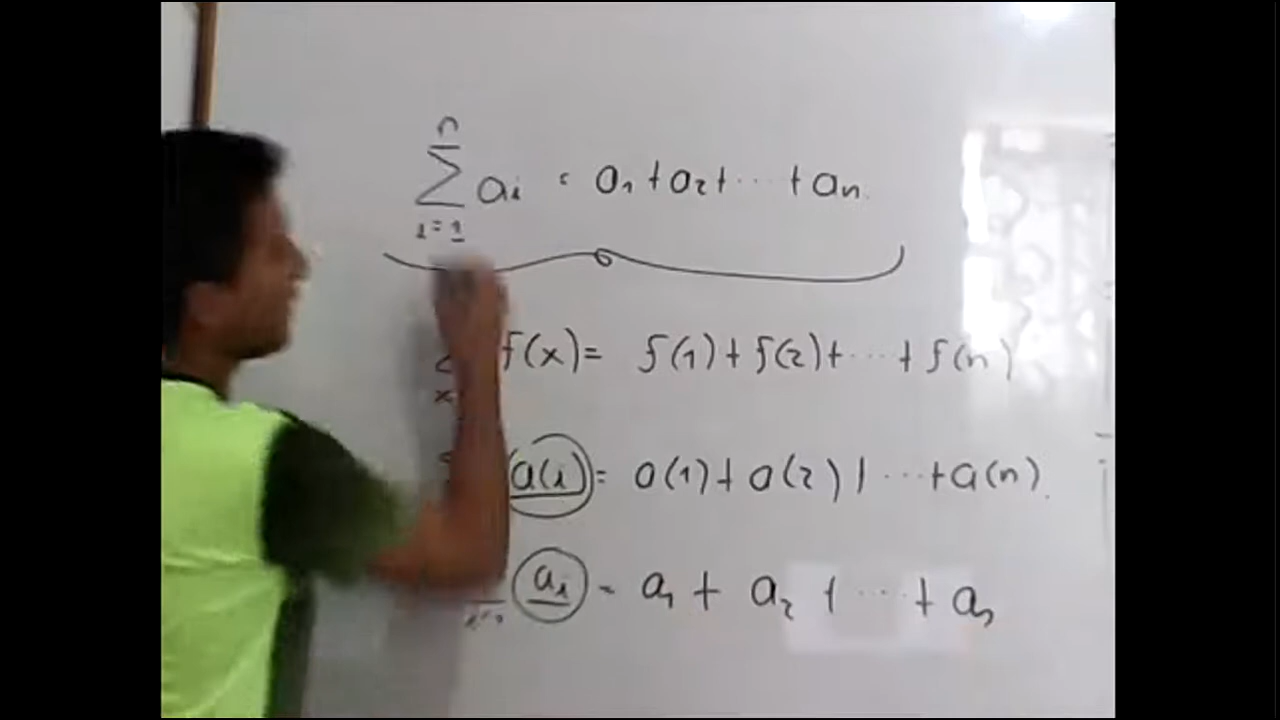 n
∑ ai = a1 + a2 + ··· + an.
i=1
f(x) = f(1) + f(2) + ··· + f(n)
x
a(i) = a(1) + a(2) + ··· + a(n).
ai = a1 + a2 + ··· + an